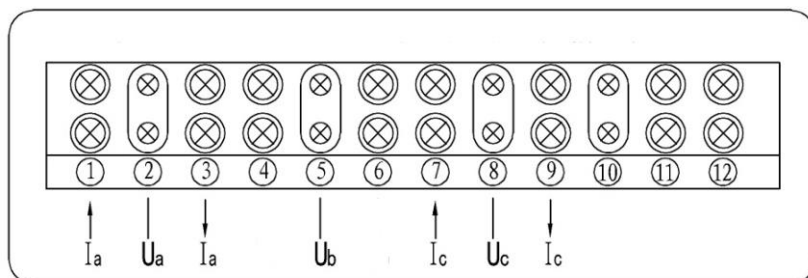 ① ② ③ ④ ⑤ ⑥ ⑦ ⑧ ⑨ ⑩ ⑪ ⑫
Ia Ua Ia Ub Ic Uc Ic